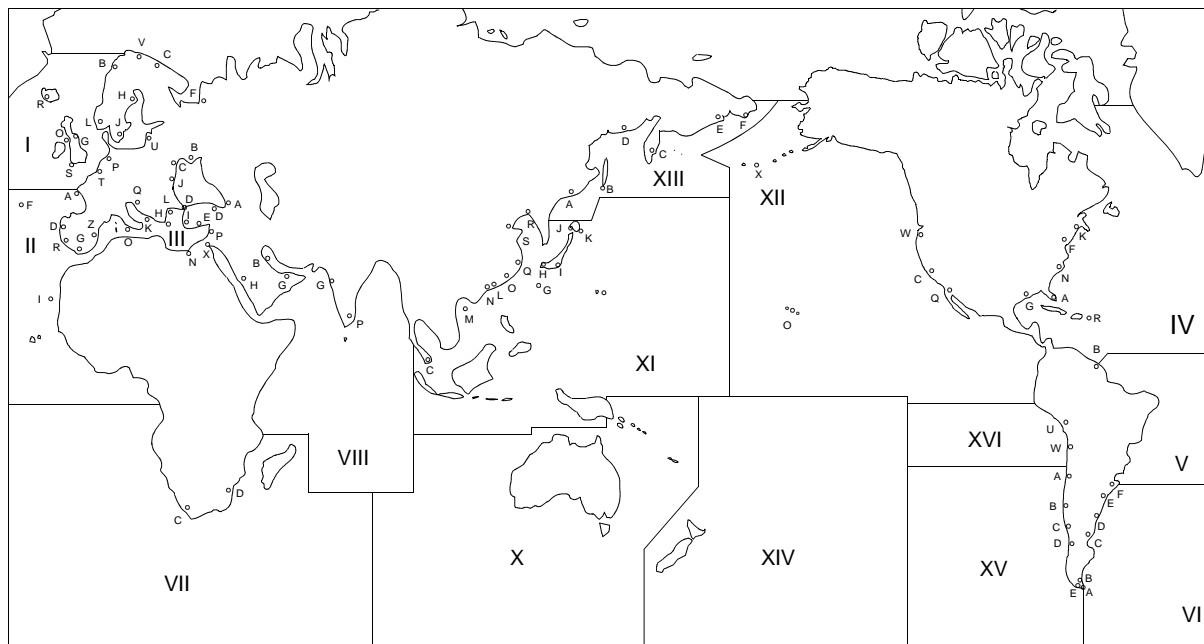 V
B C
F
R H
L J
O G U
I
S P
T
B
C
J
A
F
Q L D A
H D
K I E
D Z III P
II R G O X
N
I
B
H G G
P
E F
D
C
XIII
B
A
X
XII
R
S J K
H I
Q
O G
L
N
M
C
XI
O
W
C
Q
K
F
N
G A
R
IV
B
U
XVI
W
V
A
F
B E
C D
D C
XV
B
E A
VI
VIII
D
C
VII
X
XIV